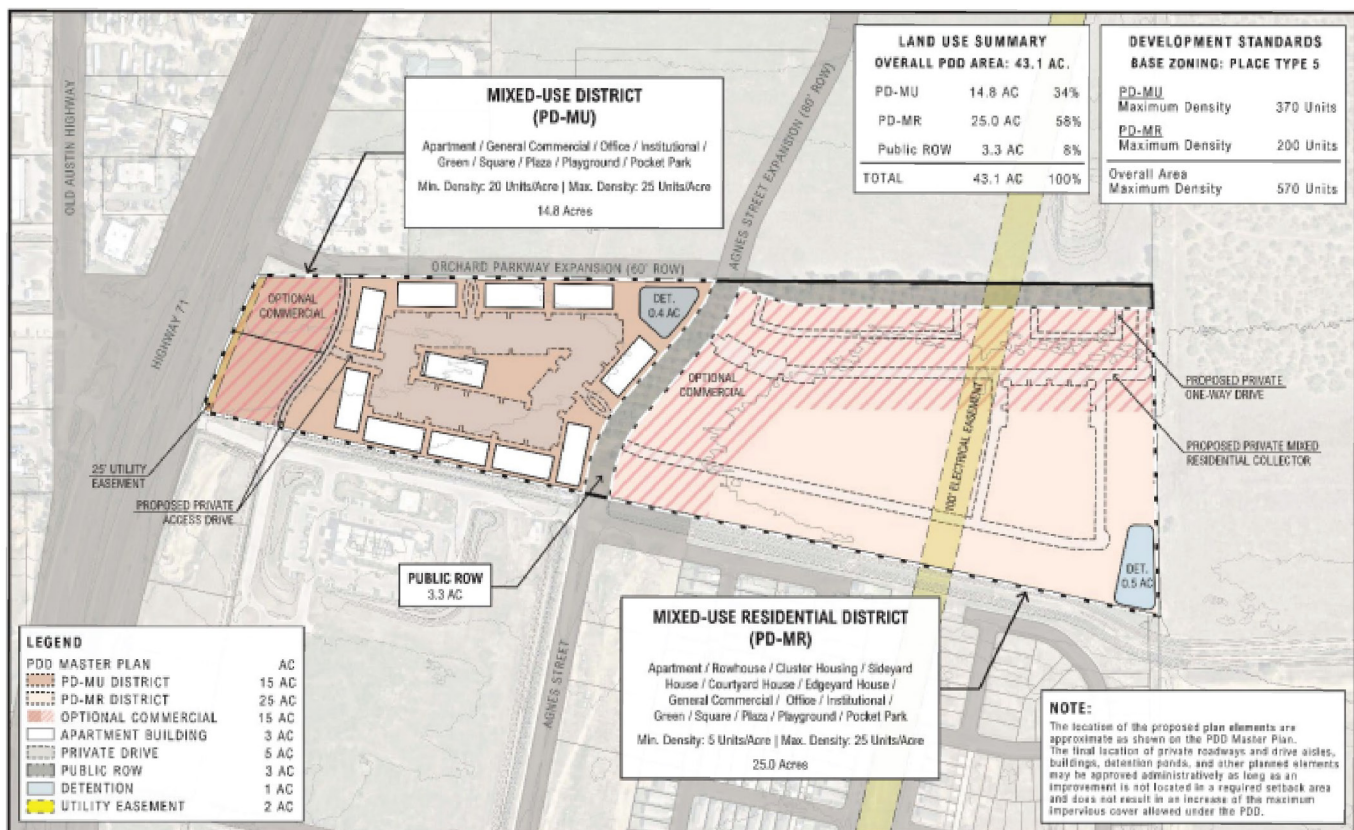 LAND USE SUMMARY
OVERALL PDD AREA: 43.1 AC.
PD-MU 14.8 AC 34%
PD-MR 25.0 AC 58%
Public ROW 3.3 AC 8%
TOTAL 43.1 AC 100%
DEVELOPMENT STANDARDS
BASE ZONING: PLACE TYPE 5
PD-MU
Maximum Density 370 Units
PD-MR
Maximum Density 200 Units
Overall Area
Maximum Density 570 Units
MIXED-USE DISTRICT
(PD-MU)
Apartment / General Commercial / Office / Institutional /
Green / Square / Plaza / Playground / Pocket Park
Min. Density: 20 Units/Acre | Max. Density: 25 Units/Acre
14.8 Acres
OLD AUSTIN HIGHWAY
HIGHWAY 71
AGNES STREET EXPANSION (80' ROW)
ORCHARD PARKWAY EXPANSION (60' ROW)
OPTIONAL
COMMERCIAL
DET.
0.4 AC
OPTIONAL
COMMERCIAL
100' ELECTRICAL EASEMENT
PROPOSED PRIVATE
ONE-WAY DRIVE
PROPOSED PRIVATE MIXED
RESIDENTIAL COLLECTOR
25' UTILITY
EASEMENT
PROPOSED PRIVATE
ACCESS DRIVE
DET.
0.5 AC
PUBLIC ROW
3.3 AC
AGNES STREET
MIXED-USE RESIDENTIAL DISTRICT
(PD-MR)
Apartment / Rowhouse / Cluster Housing / Sideyard
House / Courtyard House / Edgeyard House /
General Commercial / Office / Institutional /
Green / Square / Plaza / Playground / Pocket Park
Min. Density: 5 Units/Acre | Max. Density: 25 Units/Acre
25.0 Acres
LEGEND
PDD MASTER PLAN AC
PD-MU DISTRICT 15 AC
PD-MR DISTRICT 25 AC
OPTIONAL COMMERCIAL 15 AC
APARTMENT BUILDING 3 AC
PRIVATE DRIVE 5 AC
PUBLIC ROW 3 AC
DETENTION 1 AC
UTILITY EASEMENT 2 AC
NOTE:
The location of the proposed plan elements are
approximate as shown on the PDD Master Plan.
The final location of private roadways and drive aisles,
buildings, detention ponds, and other planned elements
may be approved administratively as long as an
improvement is not located in a required setback area
and does not result in an increase of the maximum
impervious cover allowed under the PDD.